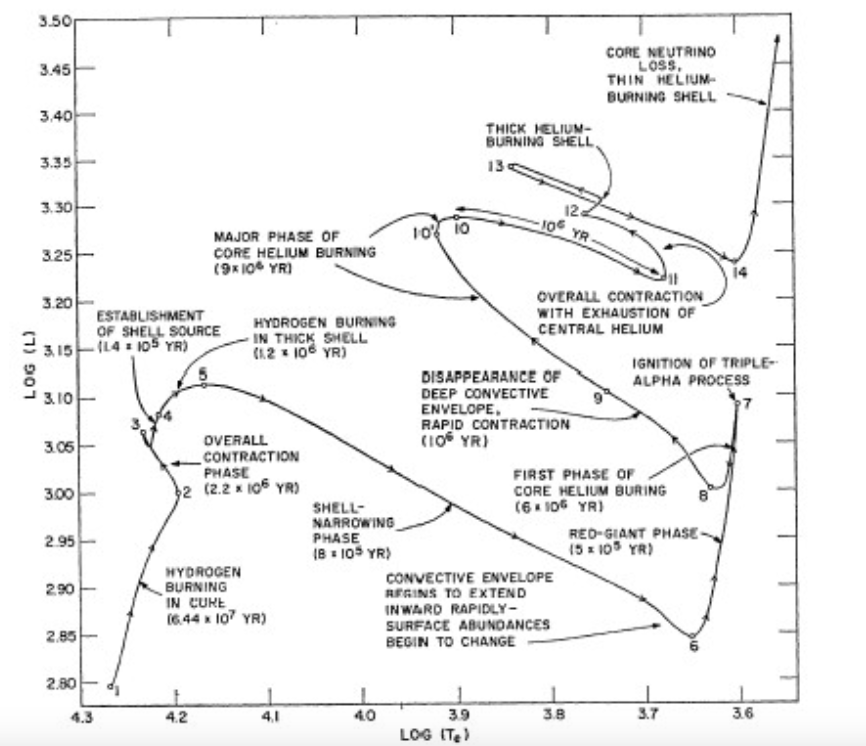 3.50
3.45
3.40
3.35
3.30
3.25
3.20
3.15
3.10
3.05
3.00
2.95
2.90
2.85
2.80
LOG (L)
CORE NEUTRINO
LOSS,
THIN HELIUM-
BURNING SHELL
THICK HELIUM-
BURNING SHELL
13
12
10'
10
10⁶ YR
11
14
MAJOR PHASE OF
CORE HELIUM BURNING
(9 x 10⁶ YR)
OVERALL CONTRACTION
WITH EXHAUSTION OF
CENTRAL HELIUM
ESTABLISHMENT
OF SHELL SOURCE
(1.4 x 10⁵ YR)
HYDROGEN BURNING
IN THICK SHELL
(1.2 x 10⁶ YR)
IGNITION OF TRIPLE-
ALPHA PROCESS
5
4
3
9
7
DISAPPEARANCE OF
DEEP CONVECTIVE
ENVELOPE,
RAPID CONTRACTION
(10⁶ YR)
OVERALL
CONTRACTION
PHASE
(2.2 x 10⁶ YR)
2
FIRST PHASE OF
CORE HELIUM BURING
(6 x 10⁶ YR)
8
SHELL-
NARROWING
PHASE
(8 x 10⁵ YR)
RED-GIANT PHASE
(5 x 10⁵ YR)
HYDROGEN
BURNING
IN CORE
(6.44 x 10⁷ YR)
CONVECTIVE ENVELOPE
BEGINS TO EXTEND
INWARD RAPIDLY-
SURFACE ABUNDANCES
BEGIN TO CHANGE
6
1
4.3 4.2 4.1 4.0 3.9 3.8 3.7 3.6
LOG (Tₑ)